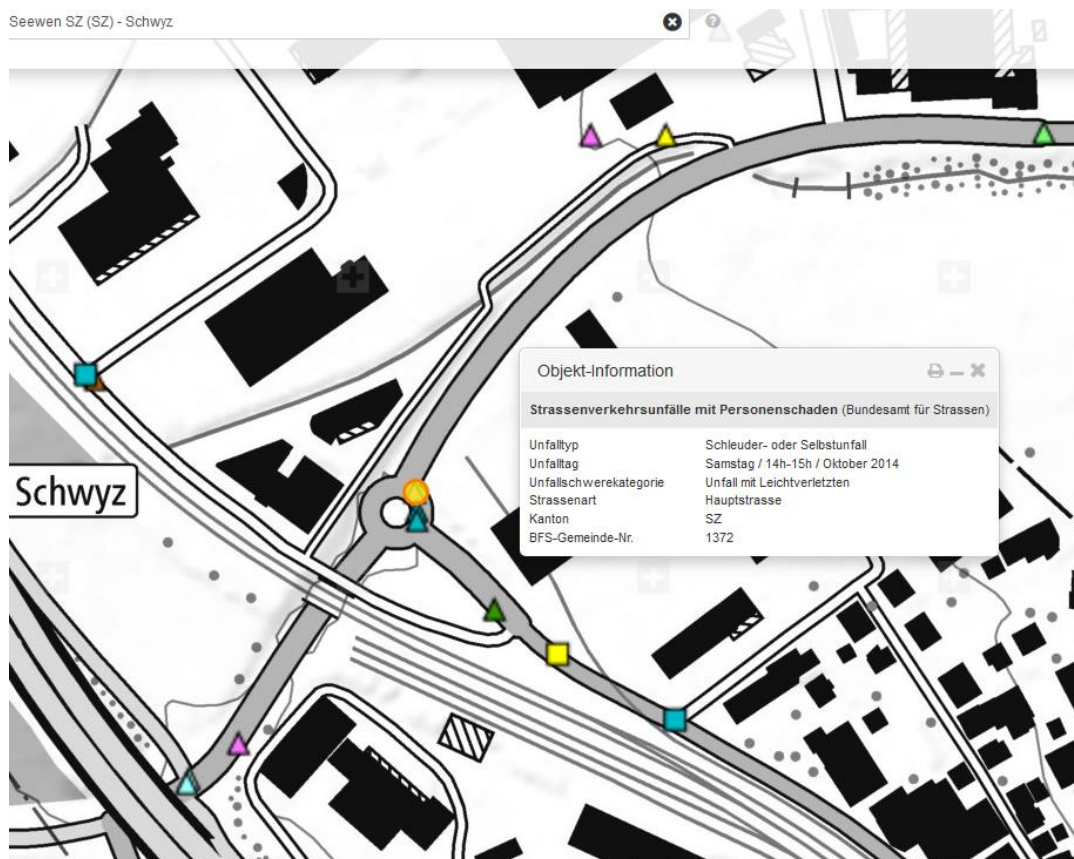 Seewen SZ (SZ) - Schwyz
?
Objekt-Information
Strassenverkehrsunfälle mit Personenschaden (Bundesamt für Strassen)
Unfalltyp Schleuder- oder Selbstunfall
Unfalltag Samstag / 14h-15h / Oktober 2014
Unfallschwerekategorie Unfall mit Leichtverletzten
Strassenart Hauptstrasse
Schwyz
Kanton SZ
BFS-Gemeinde-Nr. 1372